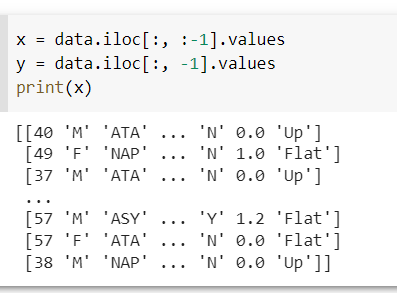 x = data.iloc[:, :-1].values
y = data.iloc[:, -1].values
print(x)
[[40 'M' 'ATA' ... 'N' 0.0 'Up']
 [49 'F' 'NAP' ... 'N' 1.0 'Flat']
 [37 'M' 'ATA' ... 'N' 0.0 'Up']
 ...
 [57 'M' 'ASY' ... 'Y' 1.2 'Flat']
 [57 'F' 'ATA' ... 'N' 0.0 'Flat']
 [38 'M' 'NAP' ... 'N' 0.0 'Up']]